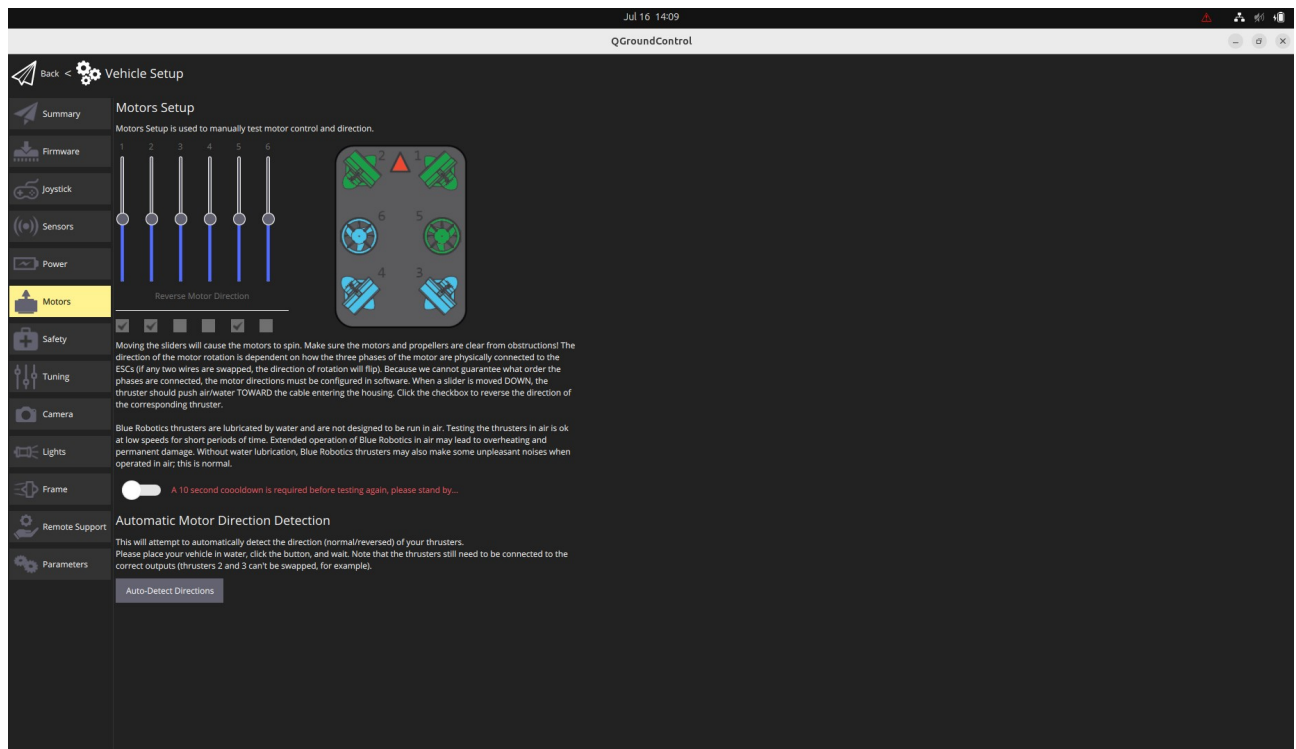 Jul 16 14:09
QGroundControl
Back < Vehicle Setup
Summary
Firmware
Joystick
Sensors
Power
Motors
Safety
Tuning
Camera
Lights
Frame
Remote Support
Parameters
Motors Setup
Motors Setup is used to manually test motor control and direction.
1 2 3 4 5 6
2 1
6 5
4 3
Reverse Motor Direction
Moving the sliders will cause the motors to spin. Make sure the motors and propellers are clear from obstructions! The
direction of the motor rotation is dependent on how the three phases of the motor are physically connected to the
ESCs (if any two wires are swapped, the direction of rotation will flip). Because we cannot guarantee what order the
phases are connected, the motor directions must be configured in software. When a slider is moved DOWN, the
thruster should push air/water TOWARD the cable entering the housing. Click the checkbox to reverse the direction of
the corresponding thruster.
Blue Robotics thrusters are lubricated by water and are not designed to be run in air. Testing the thrusters in air is ok
at low speeds for short periods of time. Extended operation of Blue Robotics in air may lead to overheating and
permanent damage. Without water lubrication, Blue Robotics thrusters may also make some unpleasant noises when
operated in air; this is normal.
A 10 second coooldown is required before testing again, please stand by...
Automatic Motor Direction Detection
This will attempt to automatically detect the direction (normal/reversed) of your thrusters.
Please place your vehicle in water, click the button, and wait. Note that the thrusters still need to be connected to the
correct outputs (thrusters 2 and 3 can't be swapped, for example).
Auto-Detect Directions